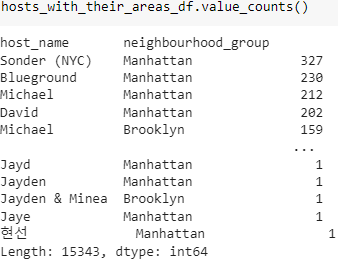 hosts_with_their_areas_df.value_counts()
host_name neighbourhood_group
Sonder (NYC) Manhattan 327
Blueground Manhattan 230
Michael Manhattan 212
David Manhattan 202
Michael Brooklyn 159
...
Jayd Manhattan 1
Jayden Manhattan 1
Jayden & Minea Brooklyn 1
Jaye Manhattan 1
현선 Manhattan 1
Length: 15343, dtype: int64